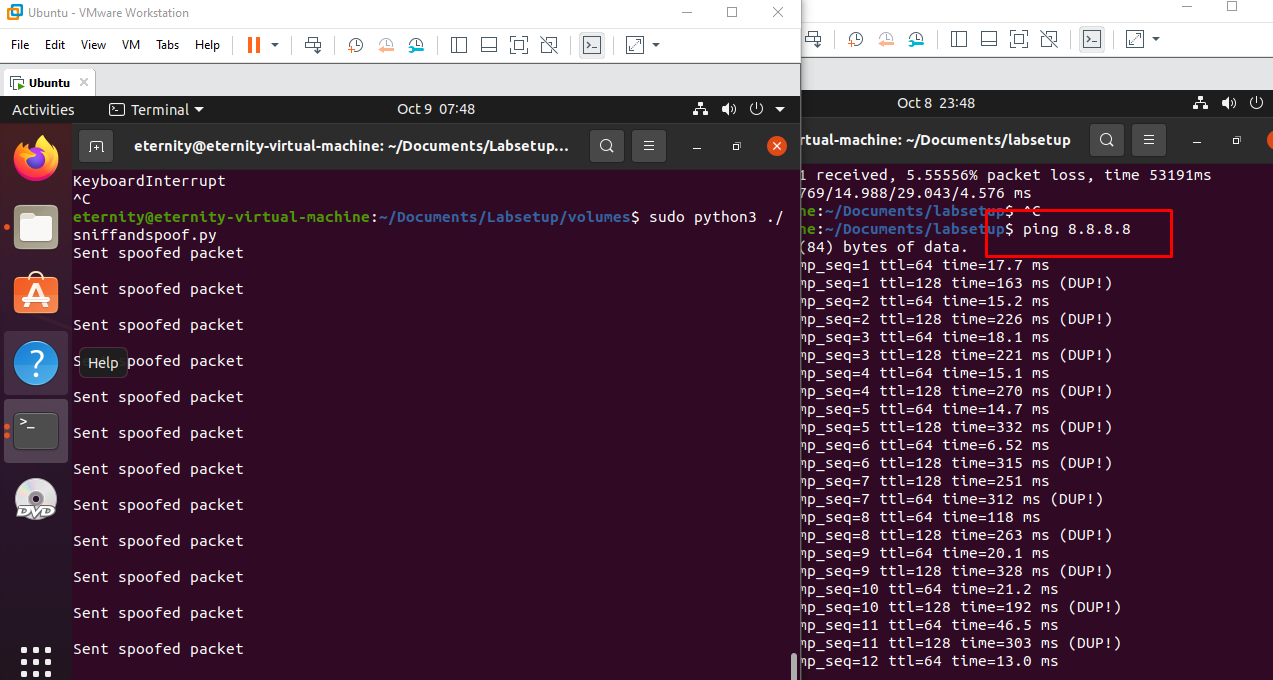 Ubuntu - VMware Workstation
File Edit View VM Tabs Help
Ubuntu
Activities Terminal Oct 9 07:48
eternity@eternity-virtual-machine: ~/Documents/Labsetup...
KeyboardInterrupt
^C
eternity@eternity-virtual-machine:~/Documents/Labsetup/volumes$ sudo python3 ./
sniffandspoof.py
Sent spoofed packet
Sent spoofed packet
Sent spoofed packet
S Help poofed packet
Sent spoofed packet
Sent spoofed packet
Sent spoofed packet
Sent spoofed packet
Sent spoofed packet
Sent spoofed packet
Sent spoofed packet
Sent spoofed packet
DVD
Oct 8 23:48
rtual-machine: ~/Documents/labsetup
1 received, 5.55556% packet loss, time 53191ms
769/14.988/29.043/4.576 ms
ne:~/Documents/labsetup$ ^C
ne:~/Documents/labsetup$ ping 8.8.8.8
(84) bytes of data.
mp_seq=1 ttl=64 time=17.7 ms
mp_seq=1 ttl=128 time=163 ms (DUP!)
mp_seq=2 ttl=64 time=15.2 ms
mp_seq=2 ttl=128 time=226 ms (DUP!)
mp_seq=3 ttl=64 time=18.1 ms
mp_seq=3 ttl=128 time=221 ms (DUP!)
mp_seq=4 ttl=64 time=15.1 ms
mp_seq=4 ttl=128 time=270 ms (DUP!)
mp_seq=5 ttl=64 time=14.7 ms
mp_seq=5 ttl=128 time=332 ms (DUP!)
mp_seq=6 ttl=64 time=6.52 ms
mp_seq=6 ttl=128 time=315 ms (DUP!)
mp_seq=7 ttl=128 time=251 ms
mp_seq=7 ttl=64 time=312 ms (DUP!)
mp_seq=8 ttl=64 time=118 ms
mp_seq=8 ttl=128 time=263 ms (DUP!)
mp_seq=9 ttl=64 time=20.1 ms
mp_seq=9 ttl=128 time=328 ms (DUP!)
mp_seq=10 ttl=64 time=21.2 ms
mp_seq=10 ttl=128 time=192 ms (DUP!)
mp_seq=11 ttl=64 time=46.5 ms
mp_seq=11 ttl=128 time=303 ms (DUP!)
mp_seq=12 ttl=64 time=13.0 ms